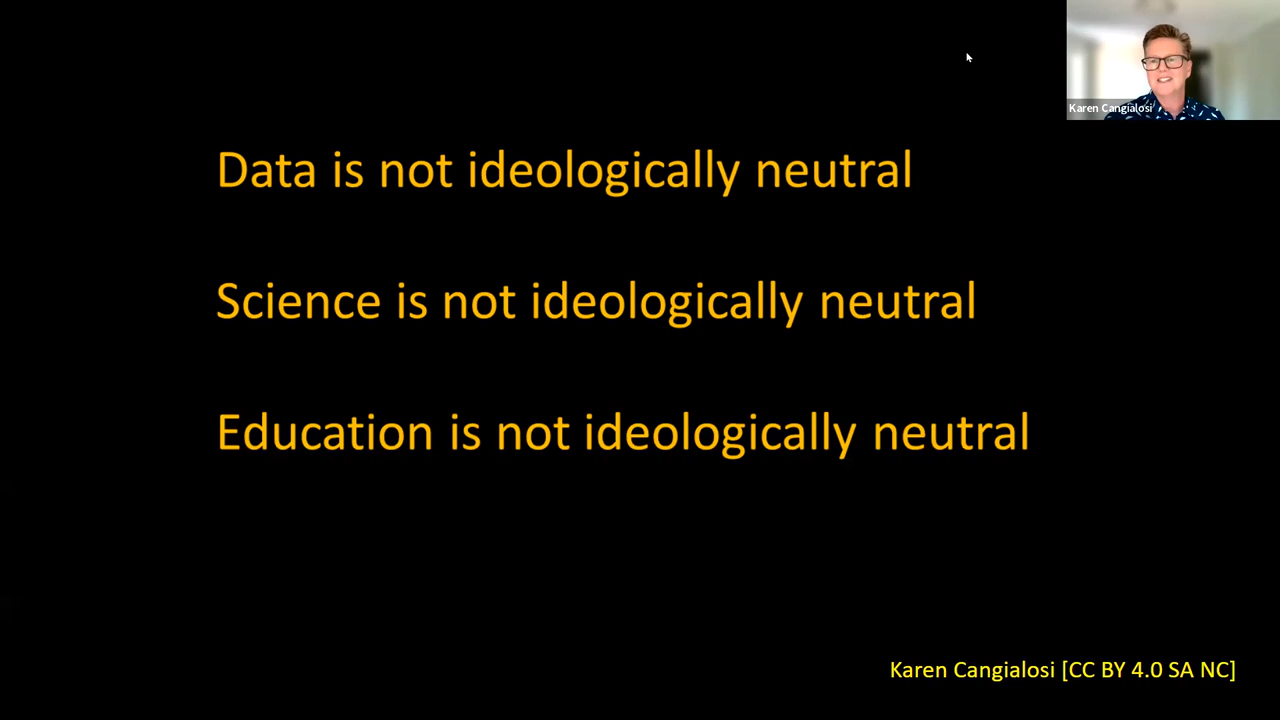 Karen Cangialosi
Data is not ideologically neutral
Science is not ideologically neutral
Education is not ideologically neutral
Karen Cangialosi [CC BY 4.0 SA NC]